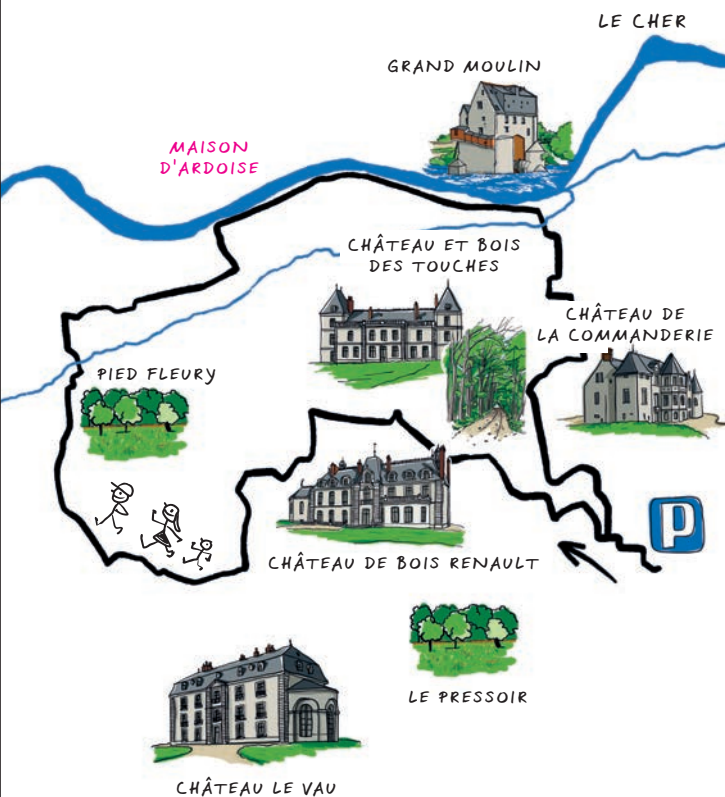 LE CHER
GRAND MOULIN
MAISON
D'ARDOISE
CHÂTEAU ET BOIS
DES TOUCHES
CHÂTEAU DE
LA COMMANDERIE
PIED FLEURY
P
CHÂTEAU DE BOIS RENAULT
LE PRESSOIR
CHÂTEAU LE VAU